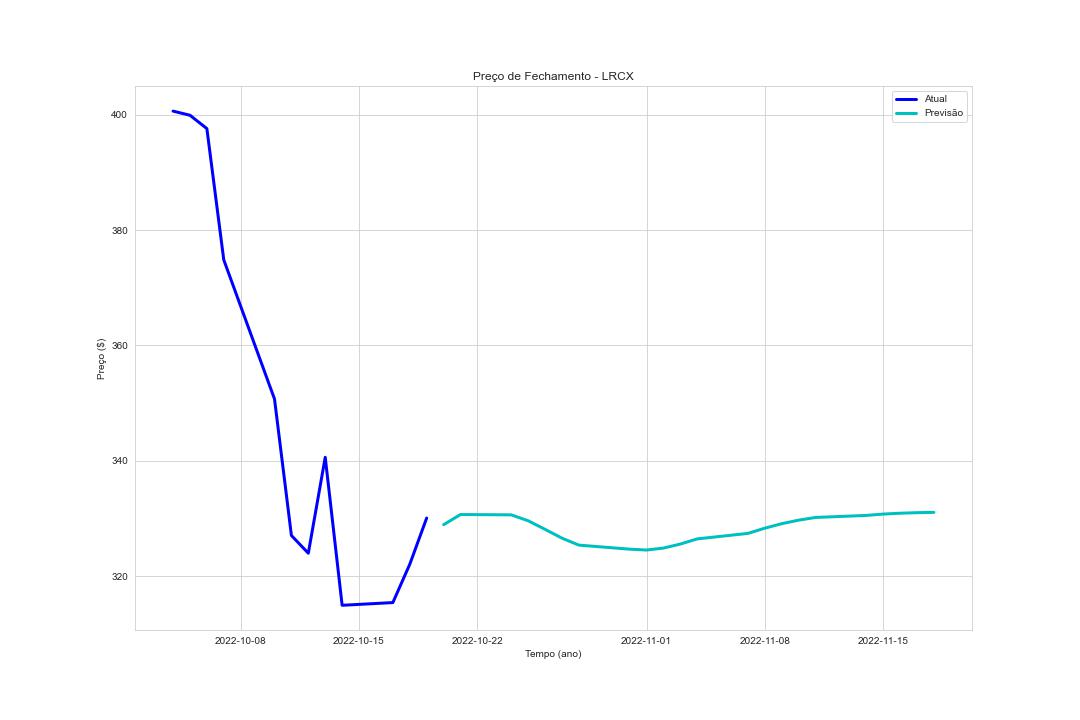 Preço de Fechamento - LRCX
Atual
Previsão
400
380
360
340
320
Preço ($)
2022-10-08
2022-10-15
2022-10-22
2022-11-01
2022-11-08
2022-11-15
Tempo (ano)